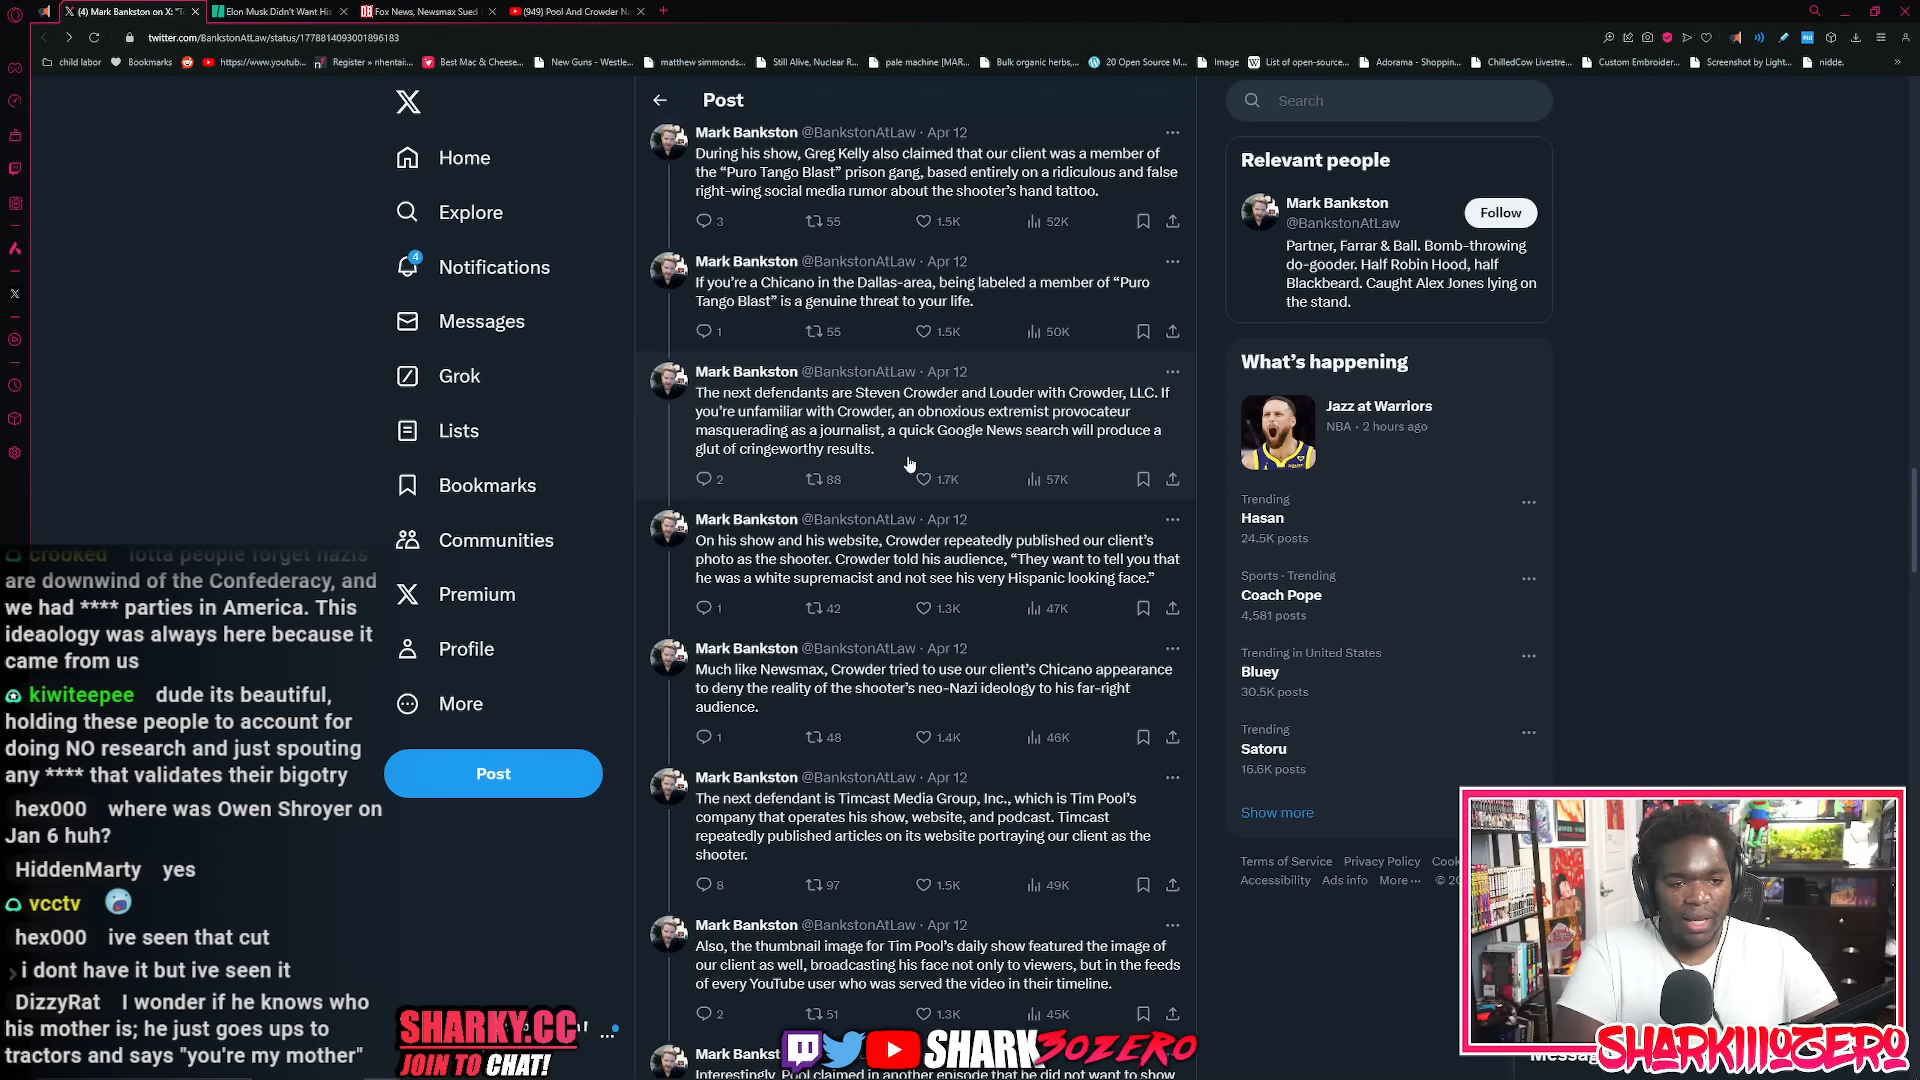 (4) Mark Bankston on X: "T
Elon Musk Didn't Want His
Fox News, Newsmax Sued
(949) Pool And Crowder N
twitter.com/BankstonAtLaw/status/1778814093001896183
child labor
Bookmarks
https://www.youtub...
Register » nhentai...
Best Mac & Cheese...
New Guns - Westle...
matthew simmonds...
Still Alive, Nuclear R...
pale machine [MAR...
Bulk organic herbs,...
20 Open Source M...
Image
List of open-source...
Adorama - Shoppin...
ChilledCow Livestre...
Custom Embroider...
Screenshot by Light...
nidde.
Home
Explore
4
Notifications
Messages
Grok
Lists
Bookmarks
Communities
Premium
Profile
More
Post
Post
Mark Bankston @BankstonAtLaw · Apr 12
During his show, Greg Kelly also claimed that our client was a member of
the “Puro Tango Blast” prison gang, based entirely on a ridiculous and false
right-wing social media rumor about the shooter’s hand tattoo.
3 55 1.5K 52K
Mark Bankston @BankstonAtLaw · Apr 12
If you’re a Chicano in the Dallas-area, being labeled a member of “Puro
Tango Blast” is a genuine threat to your life.
1 55 1.5K 50K
Mark Bankston @BankstonAtLaw · Apr 12
The next defendants are Steven Crowder and Louder with Crowder, LLC. If
you’re unfamiliar with Crowder, an obnoxious extremist provocateur
masquerading as a journalist, a quick Google News search will produce a
glut of cringeworthy results.
2 88 1.7K 57K
Mark Bankston @BankstonAtLaw · Apr 12
On his show and his website, Crowder repeatedly published our client’s
photo as the shooter. Crowder told his audience, “They want to tell you that
he was a white supremacist and not see his very Hispanic looking face.”
1 42 1.3K 47K
Mark Bankston @BankstonAtLaw · Apr 12
Much like Newsmax, Crowder tried to use our client’s Chicano appearance
to deny the reality of the shooter’s neo-Nazi ideology to his far-right
audience.
1 48 1.4K 46K
Mark Bankston @BankstonAtLaw · Apr 12
The next defendant is Timcast Media Group, Inc., which is Tim Pool’s
company that operates his show, website, and podcast. Timcast
repeatedly published articles on its website portraying our client as the
shooter.
8 97 1.5K 49K
Mark Bankston @BankstonAtLaw · Apr 12
Also, the thumbnail image for Tim Pool’s daily show featured the image of
our client as well, broadcasting his face not only to viewers, but in the feeds
of every YouTube user who was served the video in their timeline.
2 51 1.3K 45K
Mark Bankst
Interestingly, Pool claimed in another episode that he did not want to show
Search
Relevant people
Mark Bankston
@BankstonAtLaw
Follow
Partner, Farrar & Ball. Bomb-throwing
do-gooder. Half Robin Hood, half
Blackbeard. Caught Alex Jones lying on
the stand.
What’s happening
Jazz at Warriors
NBA · 2 hours ago
Trending
Hasan
24.5K posts
Sports · Trending
Coach Pope
4,581 posts
Trending in United States
Bluey
30.5K posts
Trending
Satoru
16.6K posts
Show more
Terms of Service Privacy Policy Cook
Accessibility Ads info More ··· © 20
Messag
crooked lotta people forget nazis
are downwind of the Confederacy, and
we had **** parties in America. This
ideaology was always here because it
came from us
kiwiteepee dude its beautiful,
holding these people to account for
doing NO research and just spouting
any **** that validates their bigotry
hex000 where was Owen Shroyer on
Jan 6 huh?
HiddenMarty yes
vcctv
hex000 ive seen that cut
i dont have it but ive seen it
DizzyRat I wonder if he knows who
his mother is; he just goes ups to
tractors and says "you're my mother"
SHARKY.CC
JOIN TO CHAT!
SHARK3OZERO
SHARKIIIOZERO